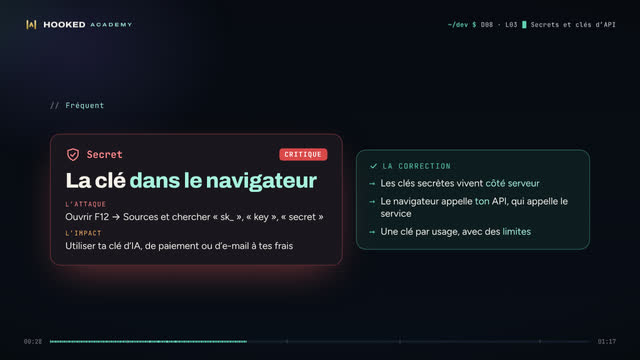 HOOKED ACADEMY
~/dev $ D08 · L03 Secrets et clés d'API
// Fréquent
Secret
CRITIQUE
La clé dans le navigateur
L'ATTAQUE
Ouvrir F12 → Sources et chercher « sk_ », « key », « secret »
L'IMPACT
Utiliser ta clé d'IA, de paiement ou d'e-mail à tes frais
LA CORRECTION
→ Les clés secrètes vivent côté serveur
→ Le navigateur appelle ton API, qui appelle le
service
→ Une clé par usage, avec des limites
00:28
01:17